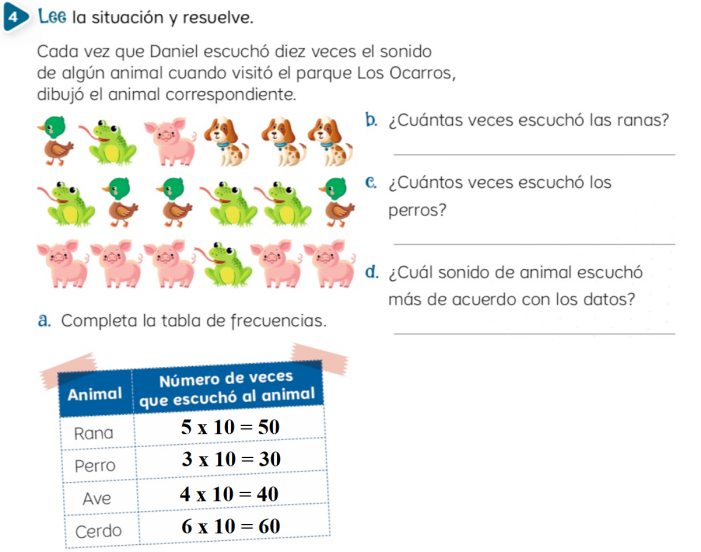 4 Lee la situación y resuelve.
Cada vez que Daniel escuchó diez veces el sonido
de algún animal cuando visitó el parque Los Ocarros,
dibujó el animal correspondiente.
a. Completa la tabla de frecuencias.
Animal
Número de veces
que escuchó al animal
Rana 5 x 10 = 50
Perro 3 x 10 = 30
Ave 4 x 10 = 40
Cerdo 6 x 10 = 60
b. ¿Cuántas veces escuchó las ranas?
c. ¿Cuántos veces escuchó los
perros?
d. ¿Cuál sonido de animal escuchó
más de acuerdo con los datos?